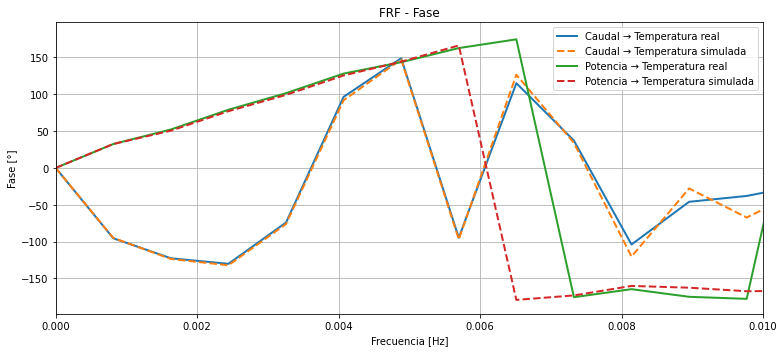 FRF - Fase
Caudal → Temperatura real
Caudal → Temperatura simulada
Potencia → Temperatura real
Potencia → Temperatura simulada
Fase [°]
150
100
50
0
−50
−100
−150
0.000
0.002
0.004
0.006
0.008
0.010
Frecuencia [Hz]